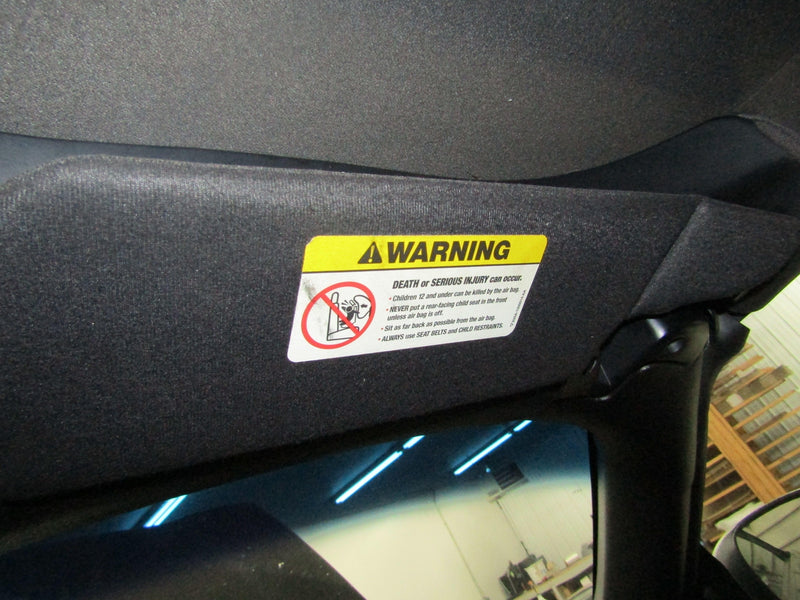 WARNING
DEATH or SERIOUS INJURY can occur.
• Children 12 and under can be killed by the air bag.
• NEVER put a rear-facing child seat in the front
unless air bag is off.
• Sit as far back as possible from the air bag.
• ALWAYS use SEAT BELTS and CHILD RESTRAINTS.